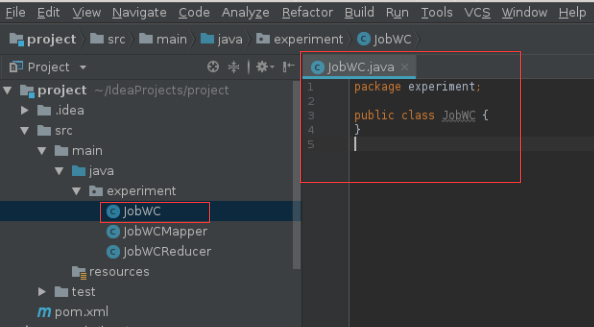 File Edit View Navigate Code Analyze Refactor Build Run Tools VCS Window Help
project src main java experiment JobWC
Project
JobWC.java
project ~/IdeaProjects/project
.idea
src
main
java
experiment
JobWC
JobWCMapper
JobWCReducer
resources
test
pom.xml
1 package experiment;
2
3 public class JobWC {
4 }
5